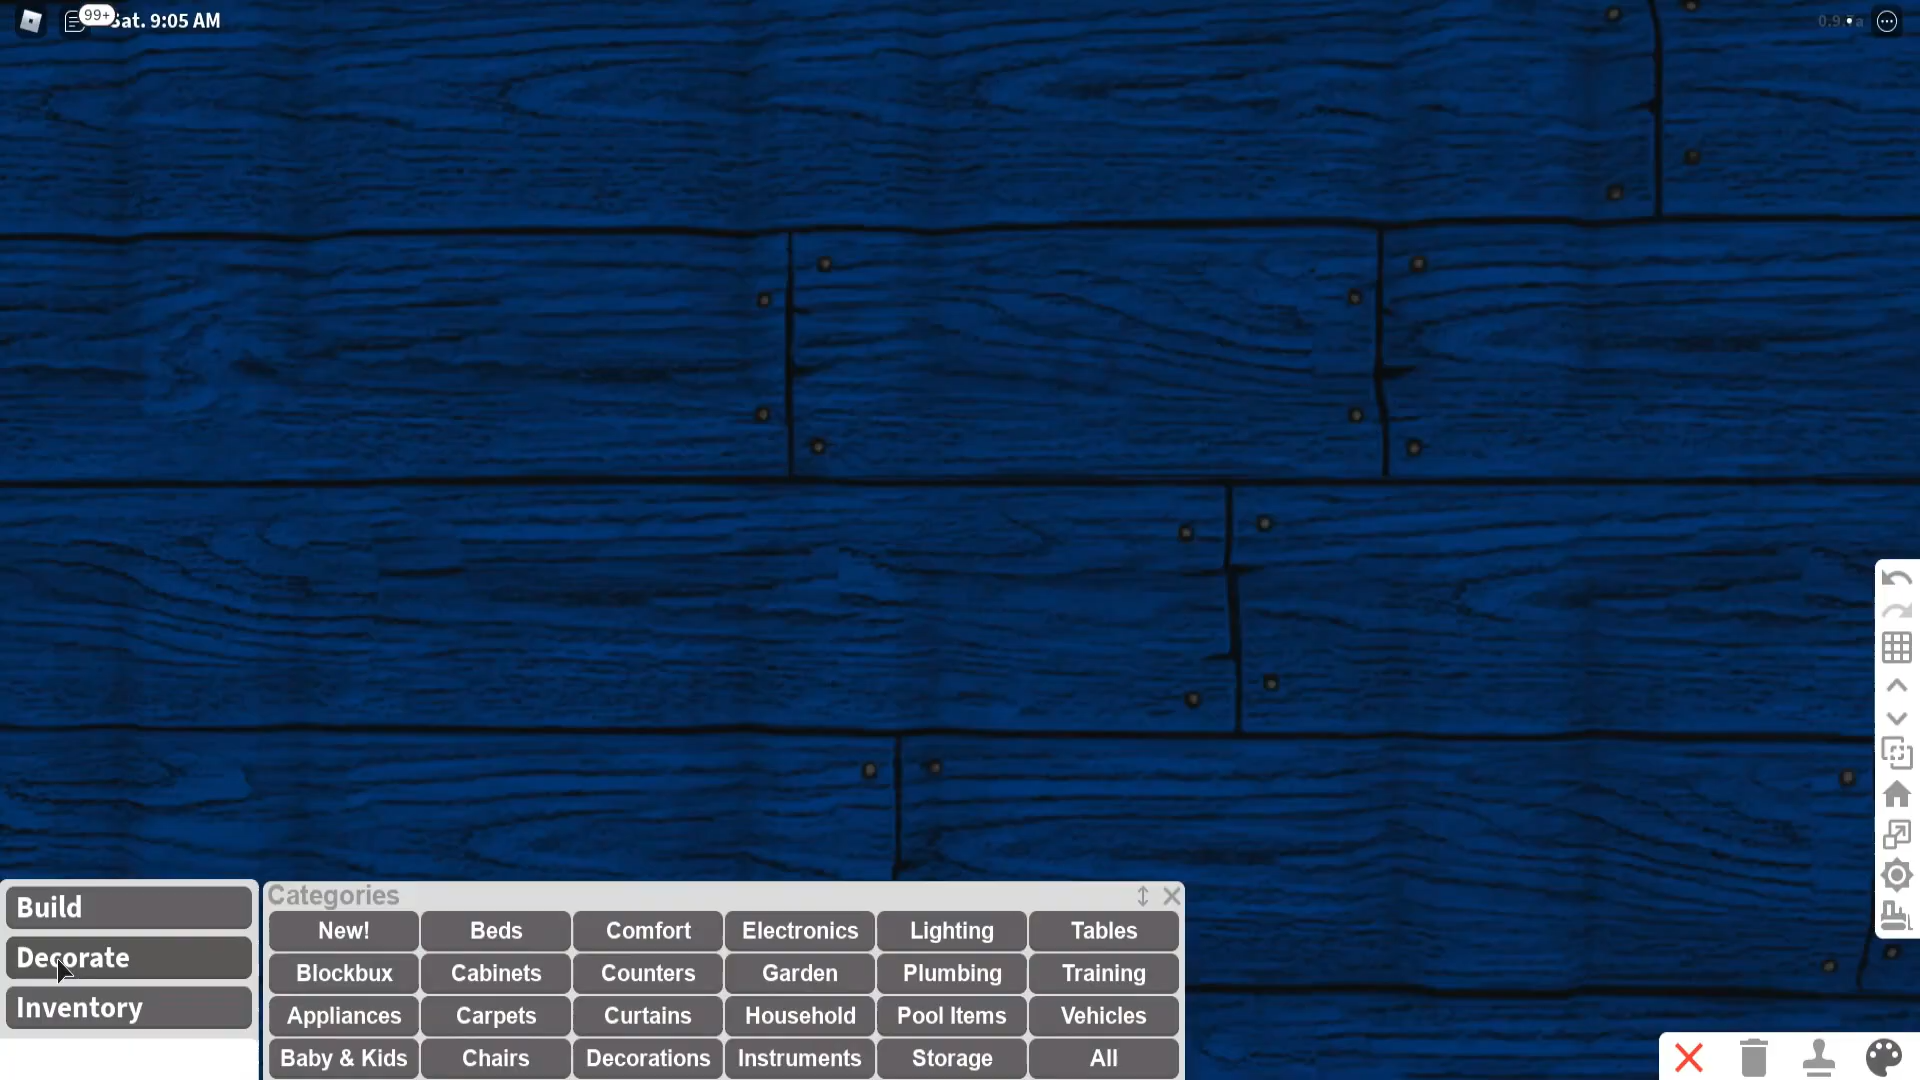 99+
Sat. 9:05 AM
Build
Decorate
Inventory
Categories
New! Beds Comfort Electronics Lighting Tables
Blockbux Cabinets Counters Garden Plumbing Training
Appliances Carpets Curtains Household Pool Items Vehicles
Baby & Kids Chairs Decorations Instruments Storage All